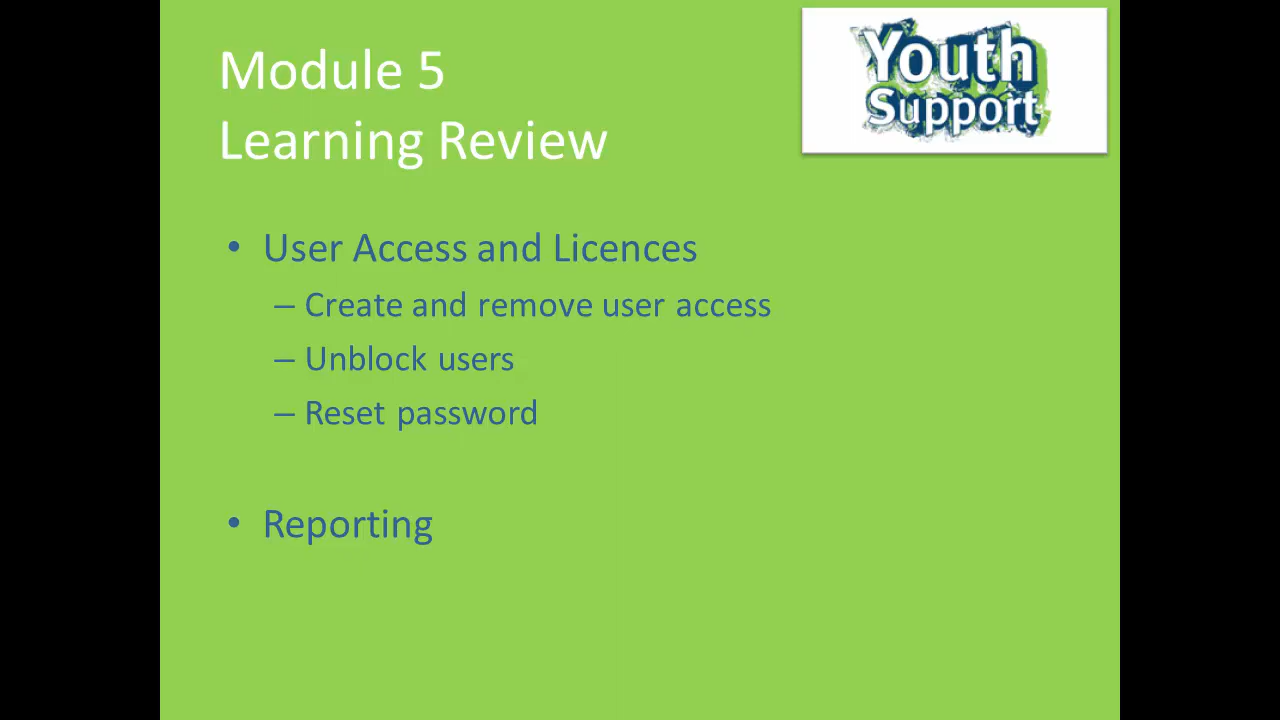 Module 5
Learning Review
Youth
Support
• User Access and Licences
– Create and remove user access
– Unblock users
– Reset password
• Reporting